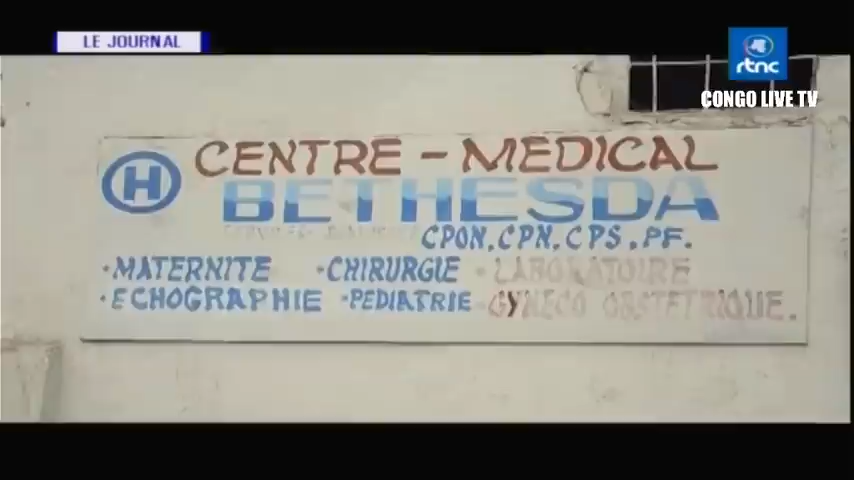 LE JOURNAL
rtnc
CONGO LIVE TV
H
CENTRE - MEDICAL
BETHESDA
CPON, CPN, CPS, PF.
• MATERNITE • CHIRURGIE • LABORATOIRE
• ECHOGRAPHIE • PEDIATRIE • GYNECO OBSTETRIQUE.